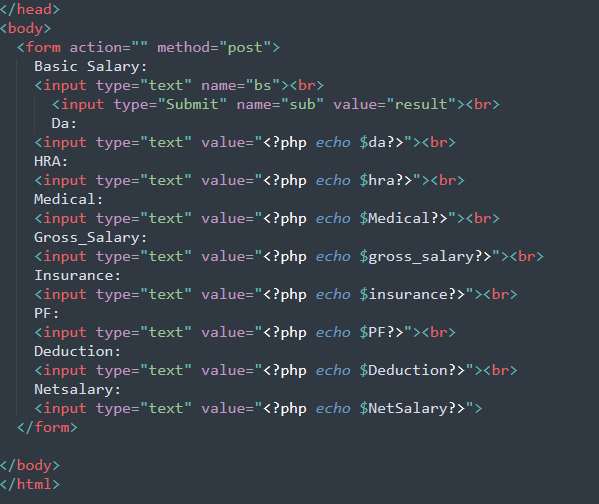 </head>
<body>
<form action="" method="post">
Basic Salary:
<input type="text" name="bs"><br>
<input type="Submit" name="sub" value="result"><br>
Da:
<input type="text" value="<?php echo $da?>"><br>
HRA:
<input type="text" value="<?php echo $hra?>"><br>
Medical:
<input type="text" value="<?php echo $Medical?>"><br>
Gross_Salary:
<input type="text" value="<?php echo $gross_salary?>"><br>
Insurance:
<input type="text" value="<?php echo $insurance?>"><br>
PF:
<input type="text" value="<?php echo $PF?>"><br>
Deduction:
<input type="text" value="<?php echo $Deduction?>"><br>
Netsalary:
<input type="text" value="<?php echo $NetSalary?>">
</form>
</body>
</html>